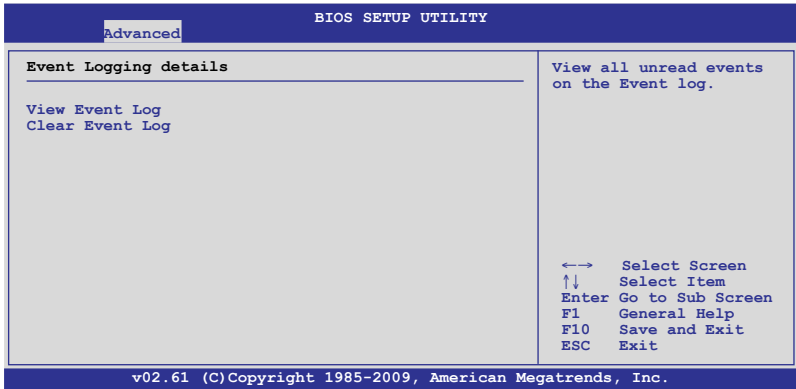 BIOS SETUP UTILITY
Advanced
Event Logging details
View Event Log
Clear Event Log
View all unread events
on the Event log.
←→ Select Screen
↑↓ Select Item
Enter Go to Sub Screen
F1 General Help
F10 Save and Exit
ESC Exit
v02.61 (C)Copyright 1985-2009, American Megatrends, Inc.